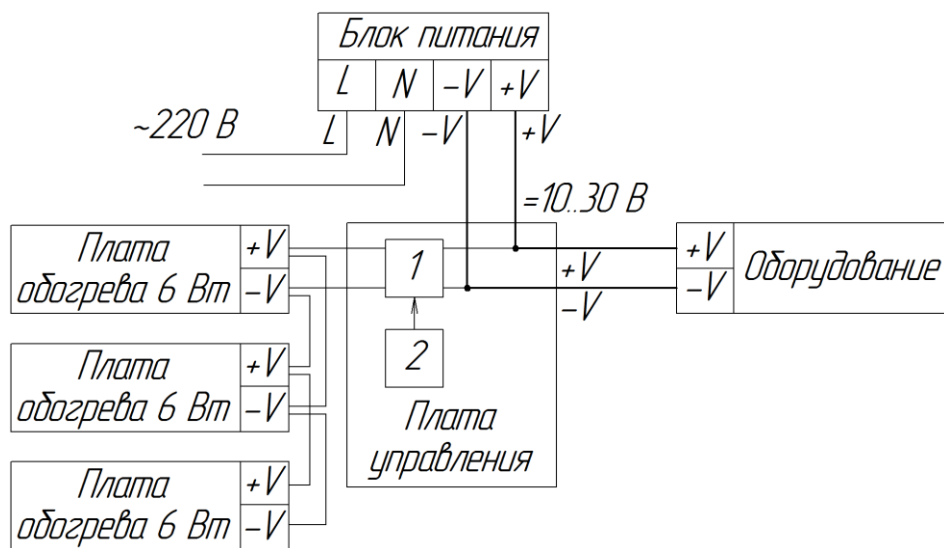 Блок питания
L N –V +V
~220 В
L N –V +V
=10..30 В
Плата
обогрева 6 Вт
+V
–V
1
2
Плата
управления
+V
–V
+V
–V
Оборудование
Плата
обогрева 6 Вт
+V
–V
Плата
обогрева 6 Вт
+V
–V